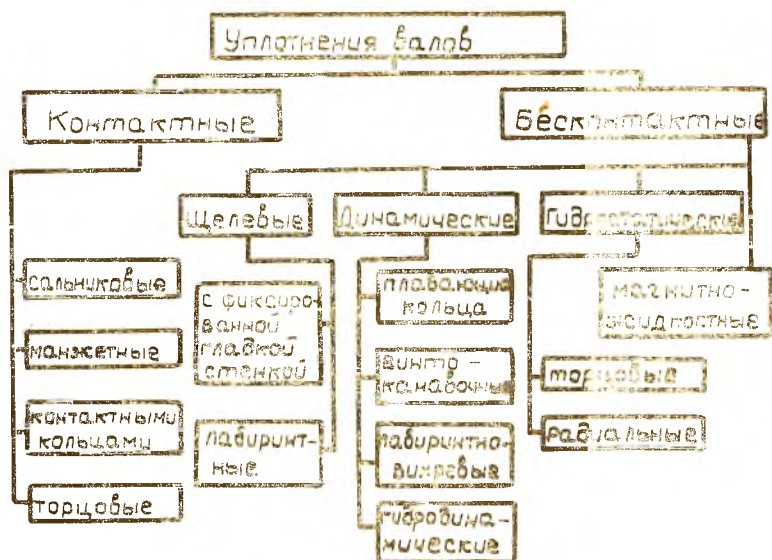 Уплотнения валов
Контактные
Бесконтактные
Щелевые
Динамические
Гидростатические
сальниковые
манжетные
контактными
кольцами
торцовые
с фиксиро-
ванной
гладкой
стенкой
лабиринт-
ные
плавающие
кольца
винто-
канавочные
лабиринтно-
вихревые
гидродина-
мические
торцовые
радиальные
магнитно-
жидкостные